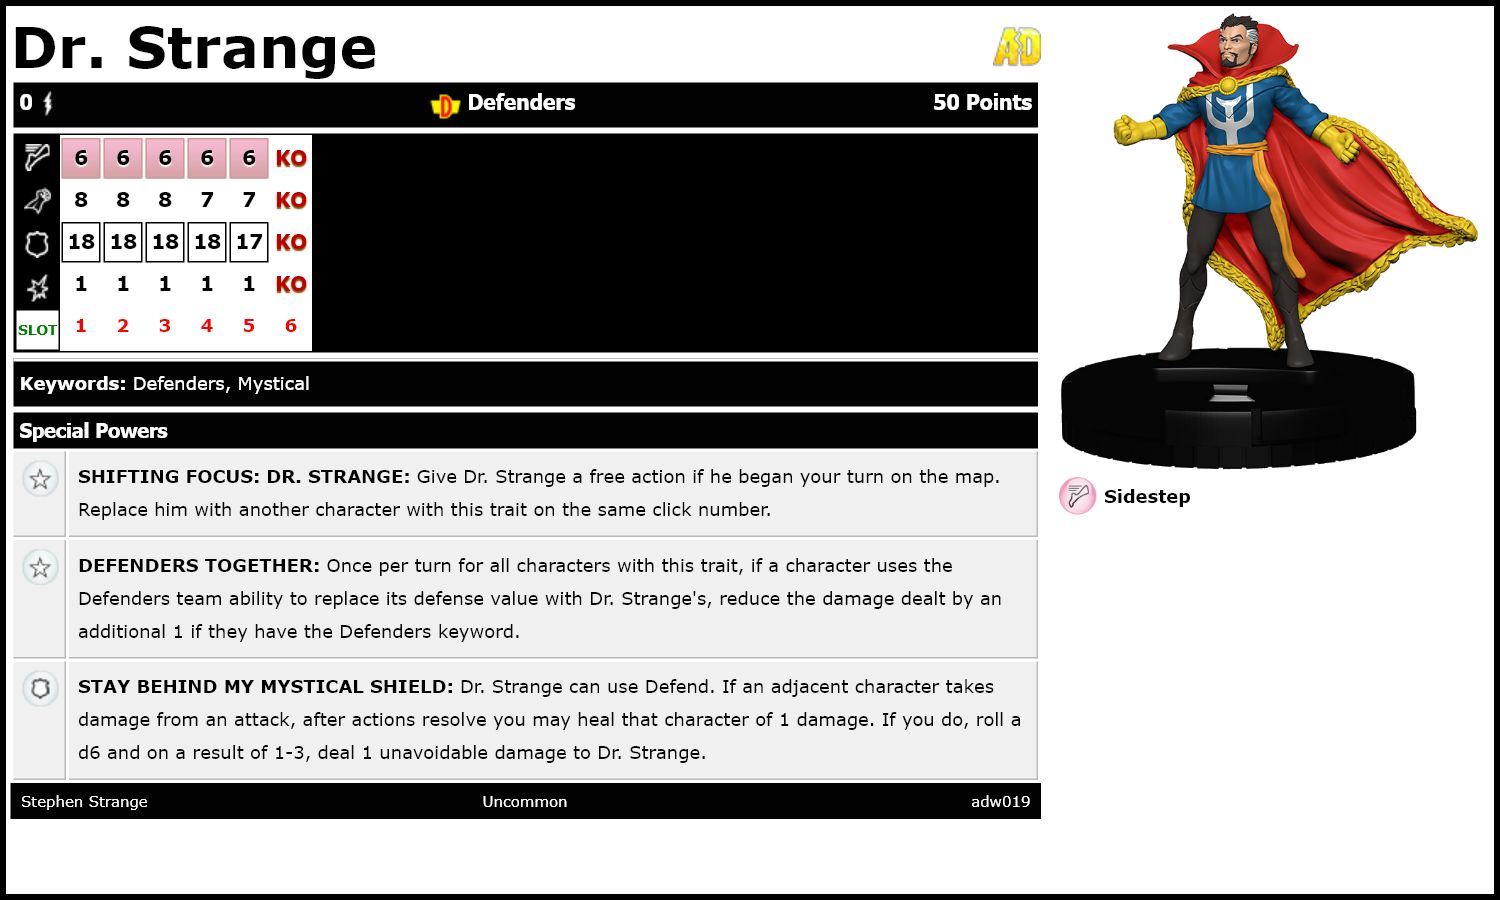 Dr. Strange
AD
0 D Defenders 50 Points
6 6 6 6 6 KO
8 8 8 7 7 KO
18 18 18 18 17 KO
1 1 1 1 1 KO
SLOT 1 2 3 4 5 6
Keywords: Defenders, Mystical
Special Powers
SHIFTING FOCUS: DR. STRANGE: Give Dr. Strange a free action if he began your turn on the map.
Replace him with another character with this trait on the same click number.
DEFENDERS TOGETHER: Once per turn for all characters with this trait, if a character uses the
Defenders team ability to replace its defense value with Dr. Strange's, reduce the damage dealt by an
additional 1 if they have the Defenders keyword.
STAY BEHIND MY MYSTICAL SHIELD: Dr. Strange can use Defend. If an adjacent character takes
damage from an attack, after actions resolve you may heal that character of 1 damage. If you do, roll a
d6 and on a result of 1-3, deal 1 unavoidable damage to Dr. Strange.
Stephen Strange Uncommon adw019
Sidestep